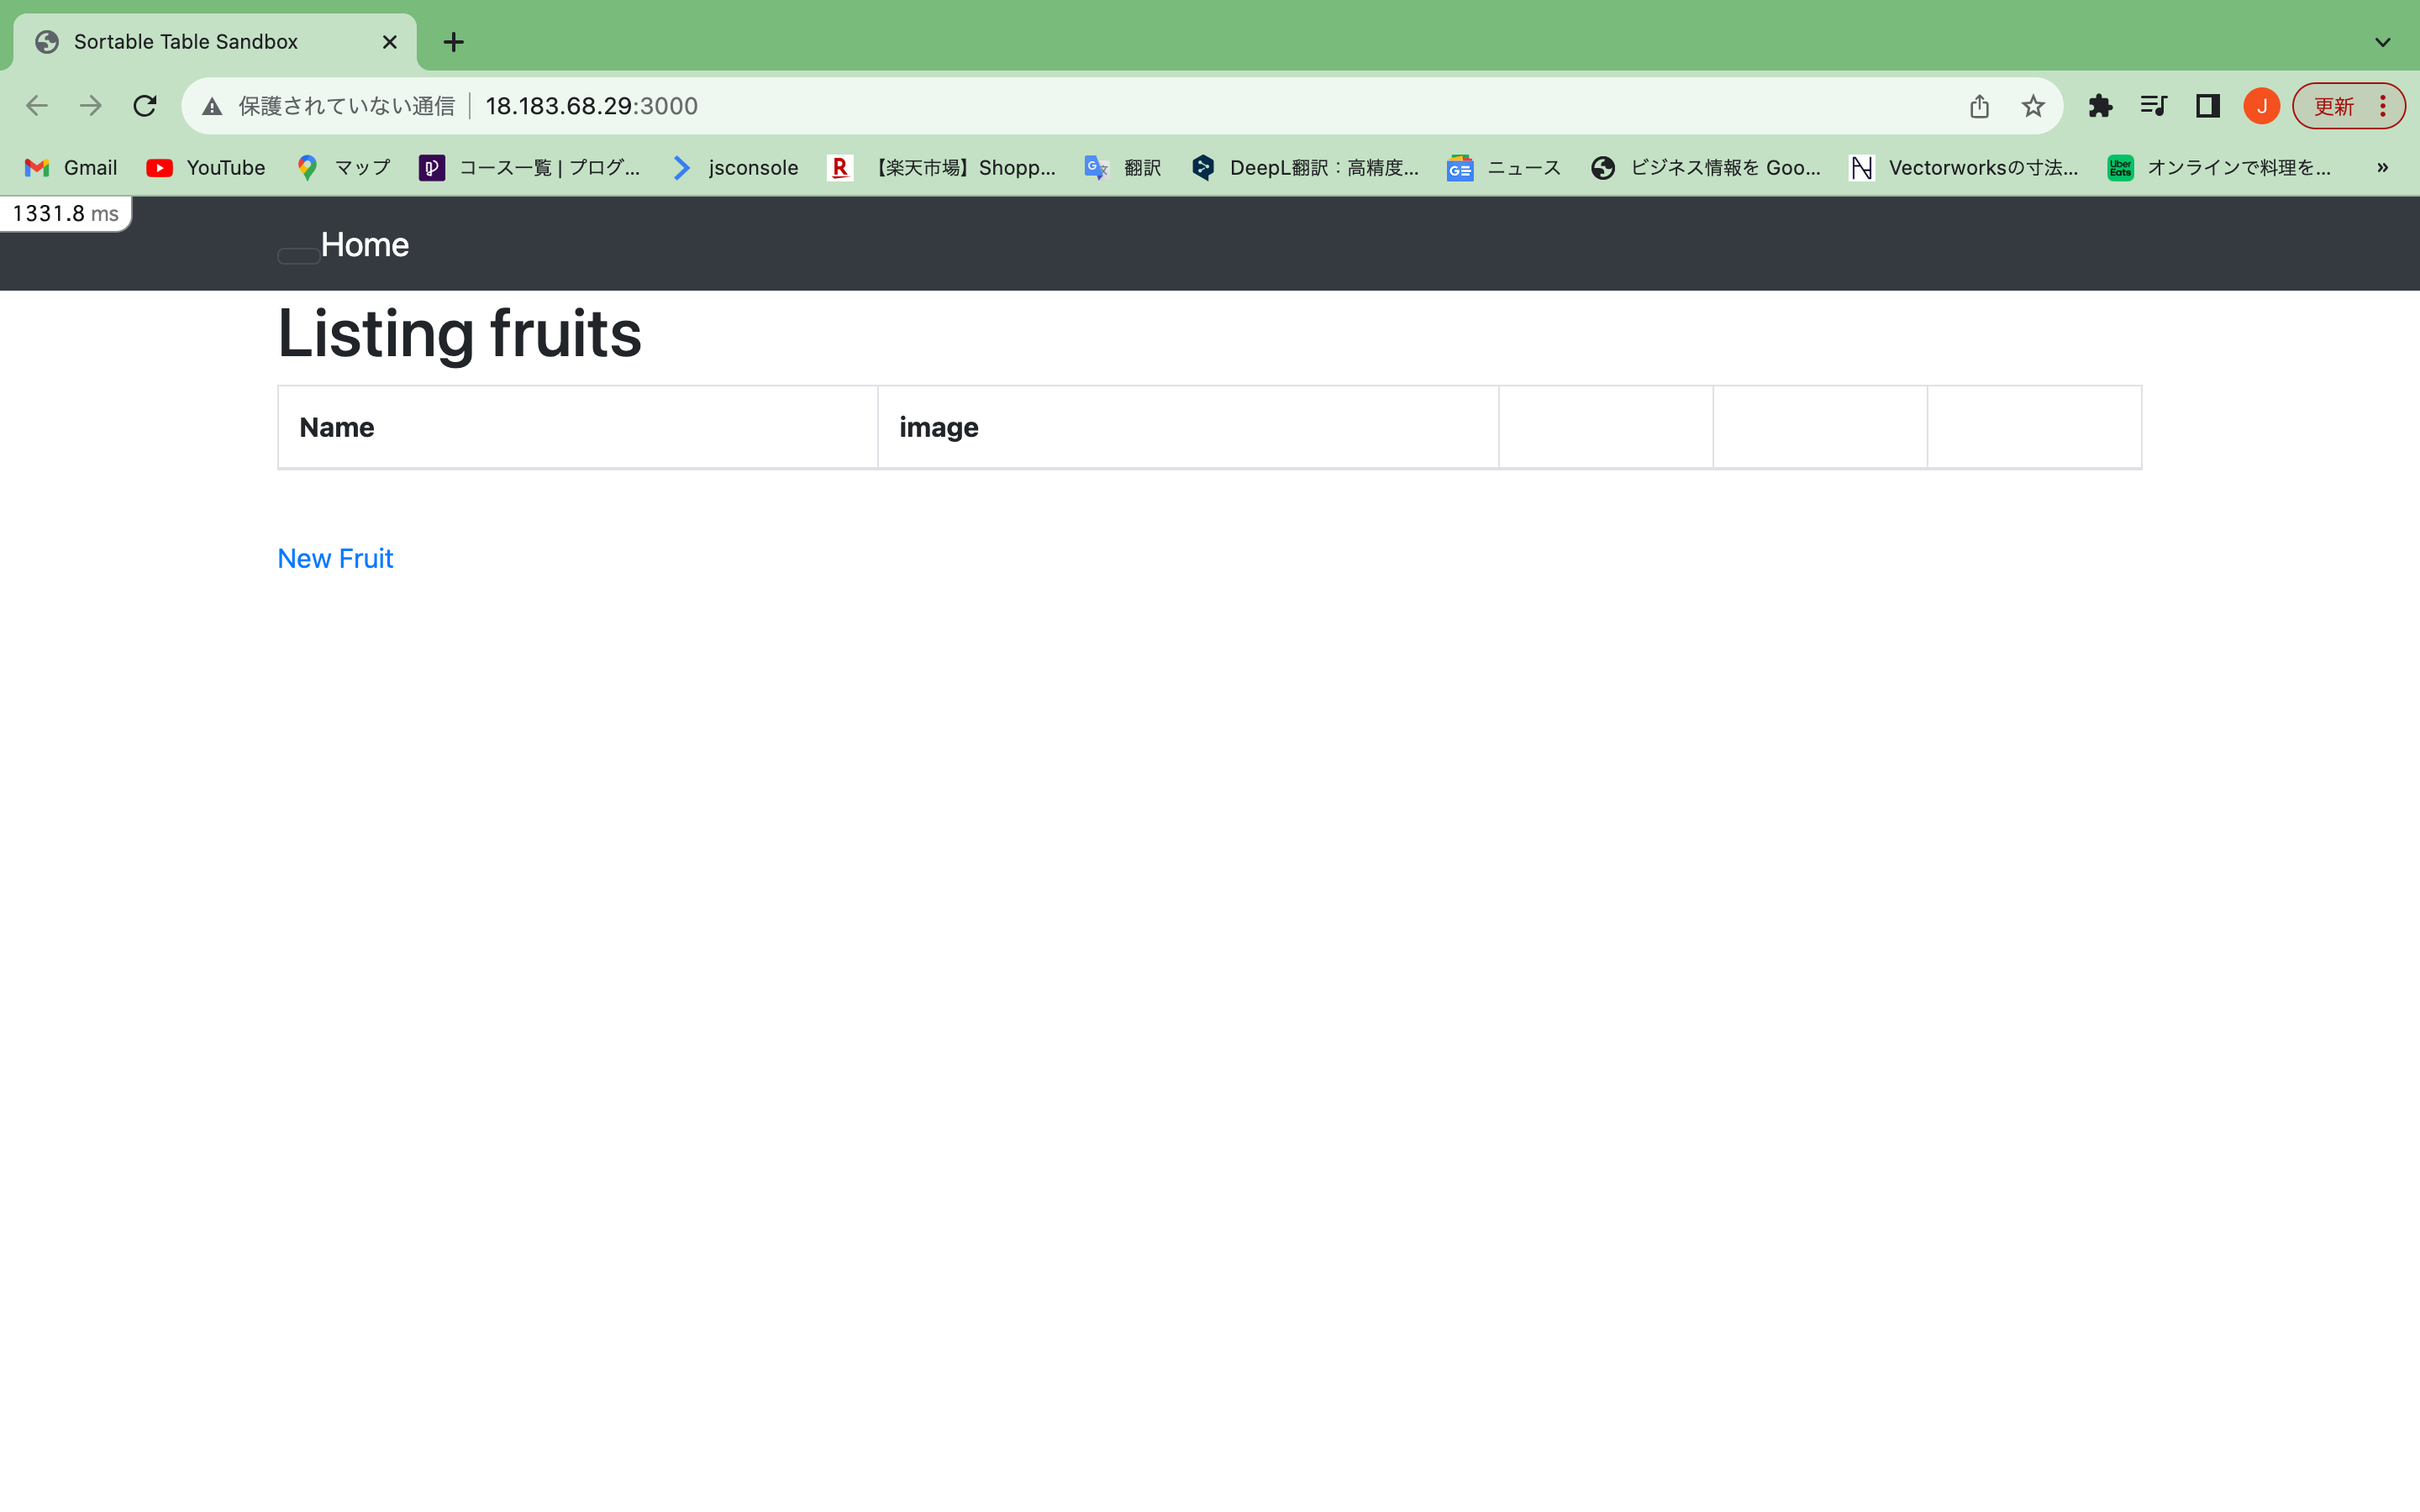 Sortable Table Sandbox
保護されていない通信 18.183.68.29:3000 J 更新
Gmail YouTube マップ コース一覧 | プログ... jsconsole 【楽天市場】Shopp... 翻訳 DeepL翻訳：高精度... ニュース ビジネス情報を Goo... Vectorworksの寸法... オンラインで料理を... »
1331.8 ms
Home
Listing fruits
Name image
New Fruit